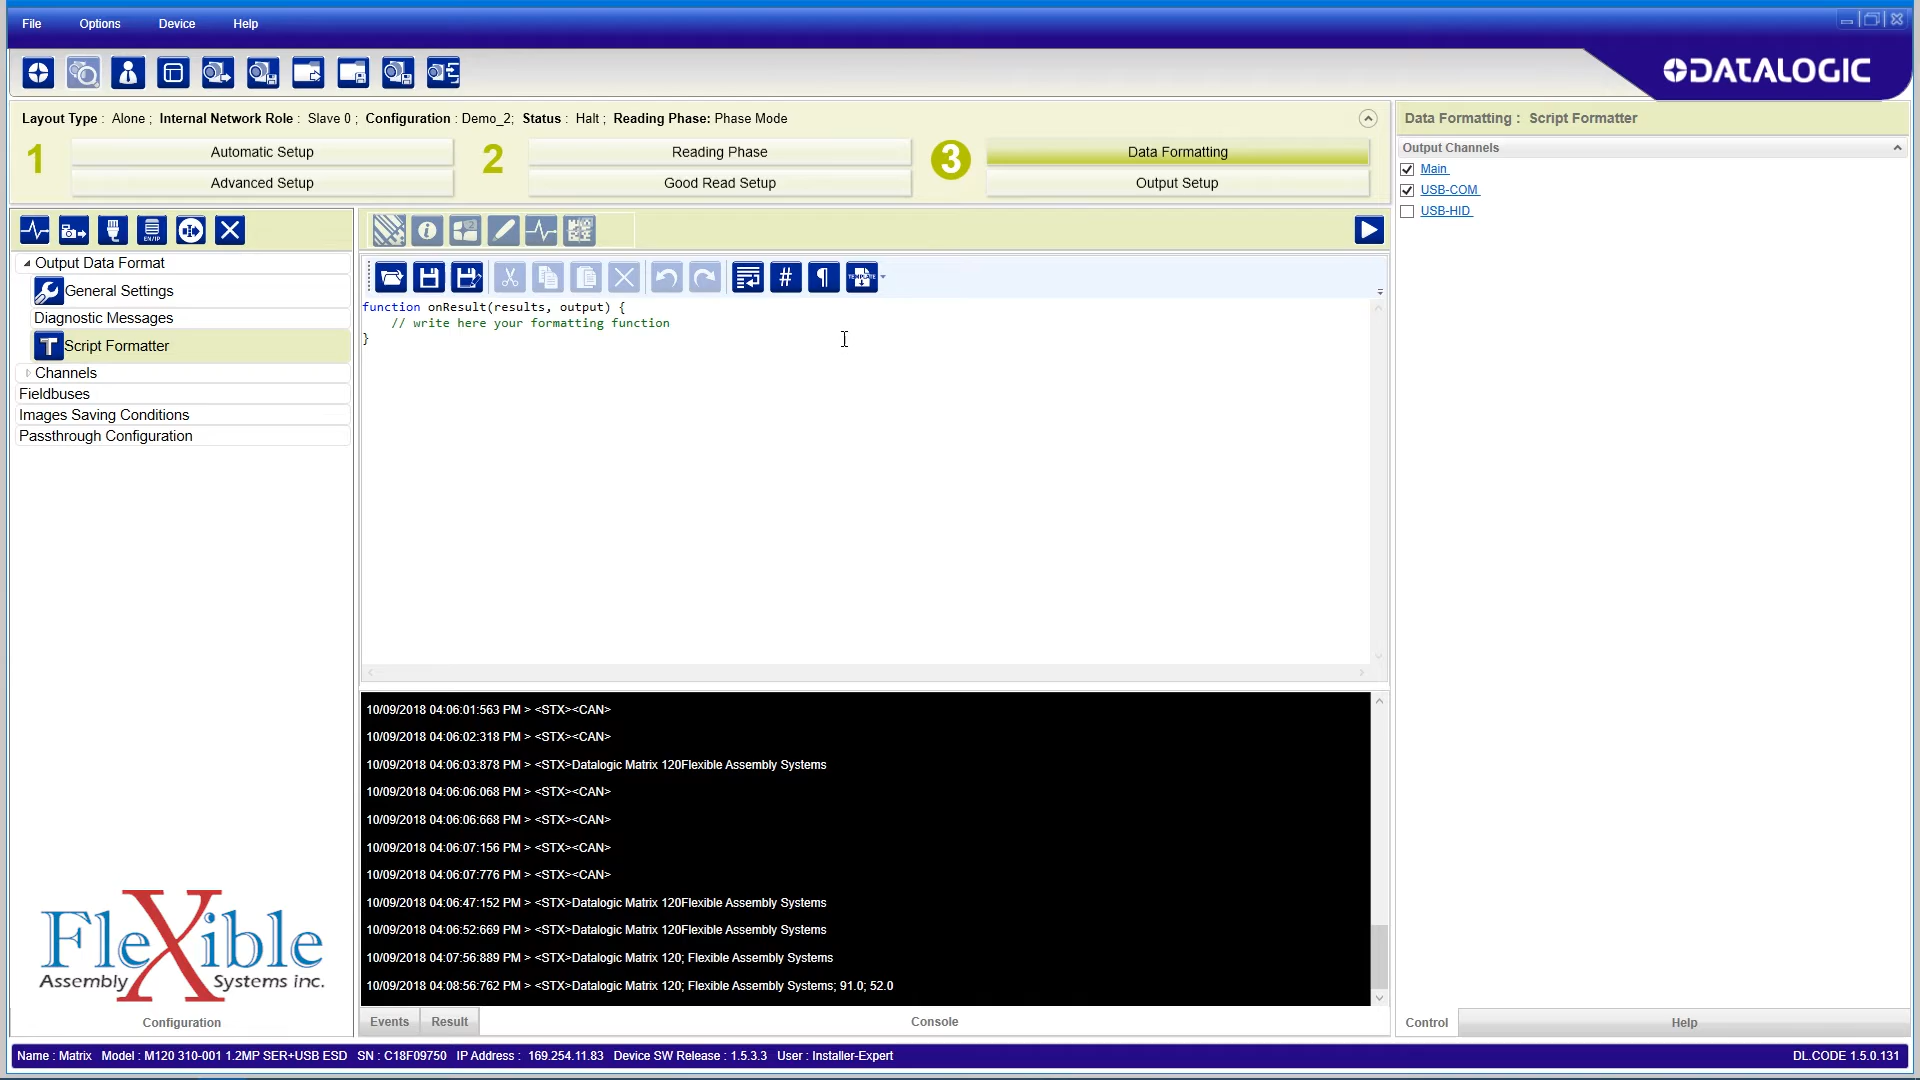 File Options Device Help
DATALOGIC
Layout Type : Alone ; Internal Network Role : Slave 0 ; Configuration : Demo_2; Status : Halt ; Reading Phase: Phase Mode
1 Automatic Setup 2 Reading Phase 3 Data Formatting
Advanced Setup Good Read Setup Output Setup
Data Formatting : Script Formatter
Output Channels
Main
USB-COM
USB-HID
EN/IP
Output Data Format
General Settings
Diagnostic Messages
T Script Formatter
Channels
Fieldbuses
Images Saving Conditions
Passthrough Configuration
# ¶ TEMPLATE
function onResult(results, output) {
// write here your formatting function
}
10/09/2018 04:06:01:563 PM > <STX><CAN>
10/09/2018 04:06:02:318 PM > <STX><CAN>
10/09/2018 04:06:03:878 PM > <STX>Datalogic Matrix 120Flexible Assembly Systems
10/09/2018 04:06:06:068 PM > <STX><CAN>
10/09/2018 04:06:06:668 PM > <STX><CAN>
10/09/2018 04:06:07:156 PM > <STX><CAN>
10/09/2018 04:06:07:776 PM > <STX><CAN>
10/09/2018 04:06:47:152 PM > <STX>Datalogic Matrix 120Flexible Assembly Systems
10/09/2018 04:06:52:669 PM > <STX>Datalogic Matrix 120Flexible Assembly Systems
10/09/2018 04:07:56:889 PM > <STX>Datalogic Matrix 120; Flexible Assembly Systems
10/09/2018 04:08:56:762 PM > <STX>Datalogic Matrix 120; Flexible Assembly Systems; 91.0; 52.0
FleXible
Assembly Systems inc.
Configuration
Events Result Console
Control Help
Name : Matrix Model : M120 310-001 1.2MP SER+USB ESD SN : C18F09750 IP Address : 169.254.11.83 Device SW Release : 1.5.3.3 User : Installer-Expert
DL.CODE 1.5.0.131